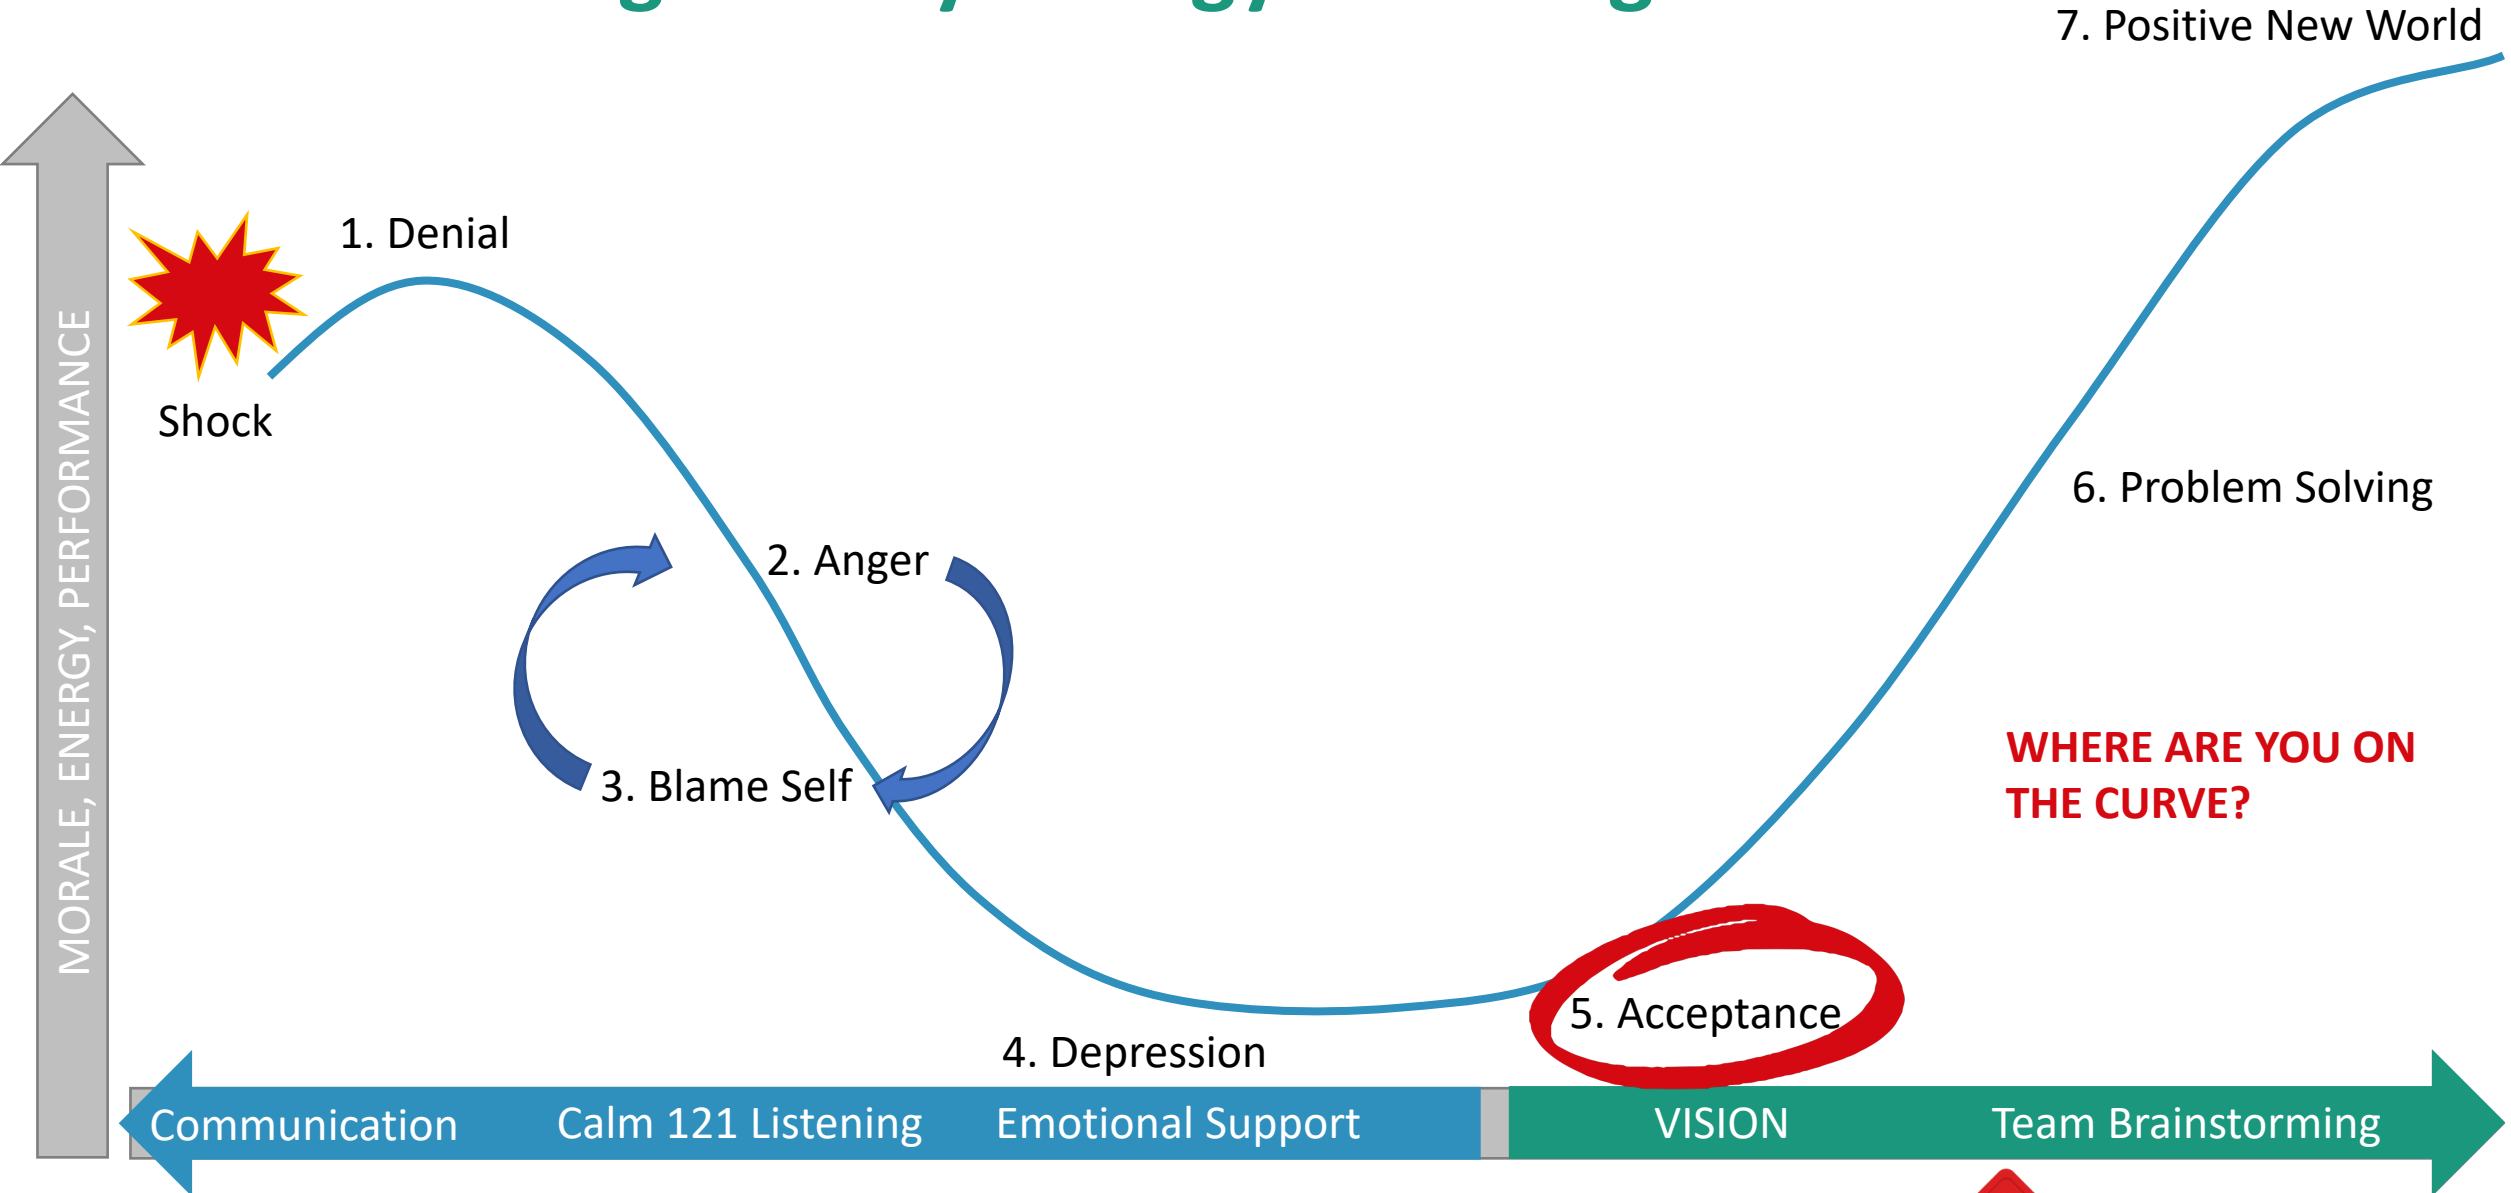 7. Positive New World
1. Denial
Shock
MORALE, ENERGY, PERFORMANCE
6. Problem Solving
2. Anger
3. Blame Self
WHERE ARE YOU ON
THE CURVE?
5. Acceptance
4. Depression
Communication
Calm 121 Listening
Emotional Support
VISION
Team Brainstorming